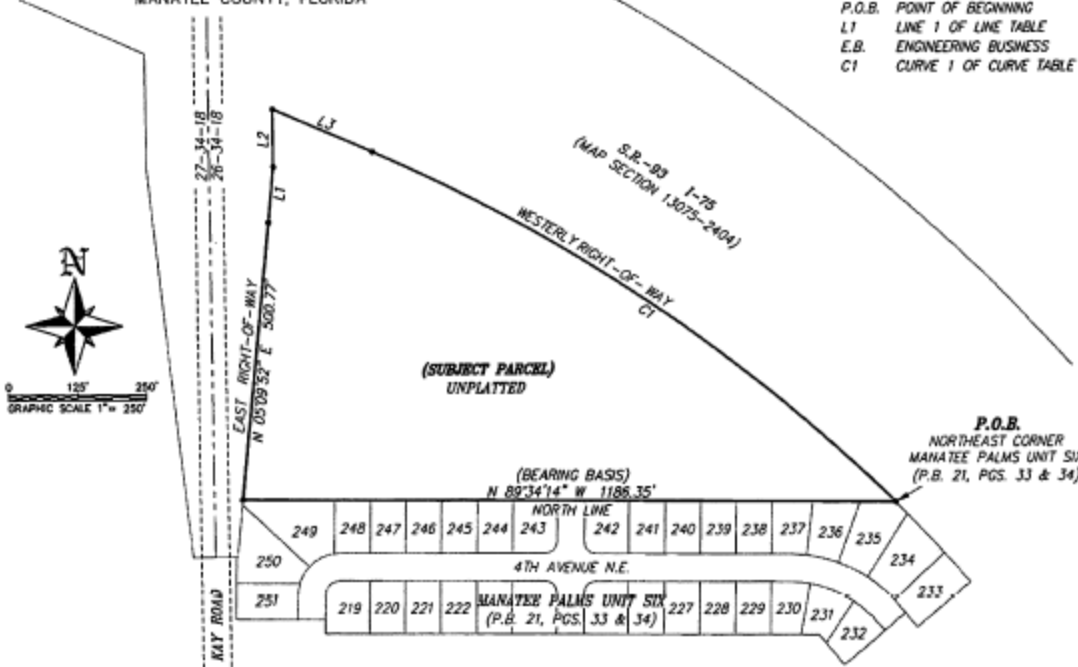 MANATEE COUNTY, FLORIDA
P.O.B. POINT OF BEGINNING
L1 LINE 1 OF LINE TABLE
E.B. ENGINEERING BUSINESS
C1 CURVE 1 OF CURVE TABLE
27-34-18
26-34-18
L2
L3
L1
S.R.-93 I-75
(MAP SECTION 13075-2404)
WESTERLY RIGHT-OF-WAY
C1
N
0 125' 250'
GRAPHIC SCALE 1"= 250'
EAST RIGHT-OF-WAY
N 05°09'52" E 500.77'
(SUBJECT PARCEL)
UNPLATTED
P.O.B.
NORTHEAST CORNER
MANATEE PALMS UNIT SIX
(P.B. 21, PGS. 33 & 34)
(BEARING BASIS)
N 89°34'14" W 1186.35'
NORTH LINE
249 248 247 246 245 244 243 242 241 240 239 238 237 236 235
250
234
4TH AVENUE N.E.
233
251
219 220 221 222
MANATEE PALMS UNIT SIX
(P.B. 21, PGS. 33 & 34)
227 228 229 230 231
232
KAY ROAD